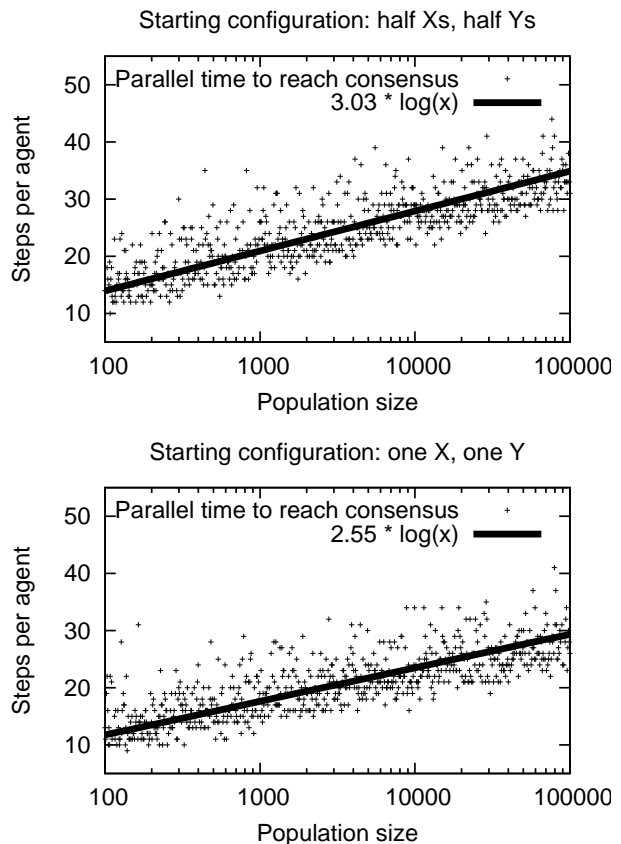 Starting configuration: half Xs, half Ys
50
40
30
20
10
Steps per agent
Parallel time to reach consensus
3.03 * log(x)
100 1000 10000 100000
Population size
Starting configuration: one X, one Y
50
40
30
20
10
Steps per agent
Parallel time to reach consensus
2.55 * log(x)
100 1000 10000 100000
Population size